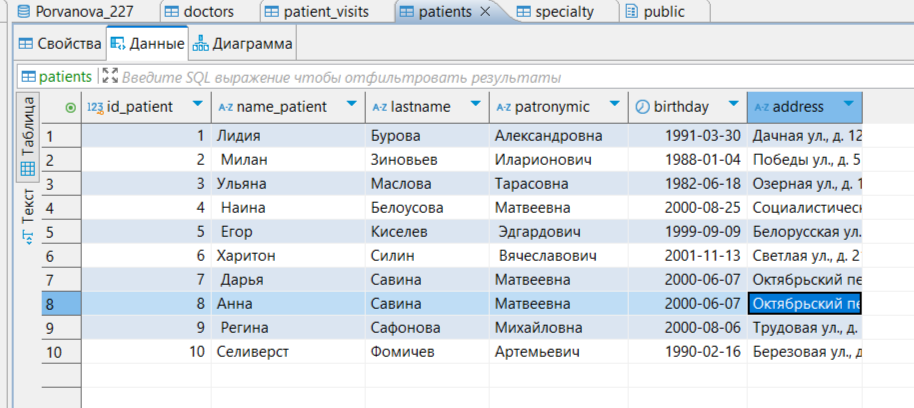 Porvanova_227 doctors patient_visits patients specialty public
Свойства Данные Диаграмма
patients Введите SQL выражение чтобы отфильтровать результаты
Таблица
Текст
123 id_patient A-Z name_patient A-Z lastname A-Z patronymic birthday A-Z address
1 1 Лидия Бурова Александровна 1991-03-30 Дачная ул., д. 12
2 2 Милан Зиновьев Иларионович 1988-01-04 Победы ул., д. 5
3 3 Ульяна Маслова Тарасовна 1982-06-18 Озерная ул., д. 1
4 4 Наина Белоусова Матвеевна 2000-08-25 Социалистичес
5 5 Егор Киселев Эдгардович 1999-09-09 Белорусская ул.
6 6 Харитон Силин Вячеславович 2001-11-13 Светлая ул., д. 2
7 7 Дарья Савина Матвеевна 2000-06-07 Октябрьский пе
8 8 Анна Савина Матвеевна 2000-06-07 Октябрьский пе
9 9 Регина Сафонова Михайловна 2000-08-06 Трудовая ул., д.
10 10 Селиверст Фомичев Артемьевич 1990-02-16 Березовая ул., д